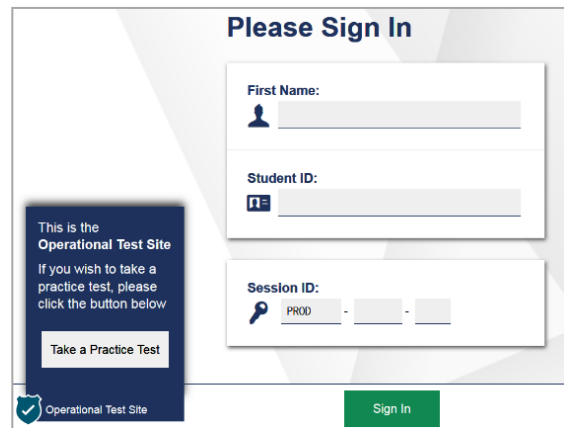 Please Sign In
First Name:
Student ID:
This is the
Operational Test Site
If you wish to take a
practice test, please
click the button below
Take a Practice Test
Operational Test Site
Session ID:
PROD - -
Sign In